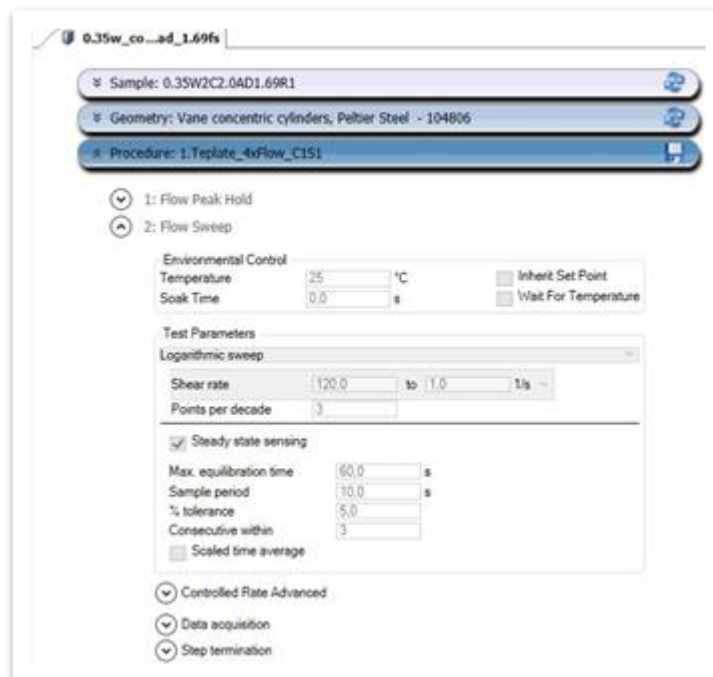 0.35w_co...ad_1.69fs
Sample: 0.35W2C2.0AD1.69R1
Geometry: Vane concentric cylinders, Peltier Steel - 104806
Procedure: 1.Teplate_4xFlow_C1S1
1: Flow Peak Hold
2: Flow Sweep
Environmental Control
Temperature 25 °C Inherit Set Point
Soak Time 0,0 s Wait For Temperature
Test Parameters
Logarithmic sweep
Shear rate 120,0 to 1,0 1/s
Points per decade 3
Steady state sensing
Max. equilibration time 60,0 s
Sample period 10,0 s
% tolerance 5,0
Consecutive within 3
Scaled time average
Controlled Rate Advanced
Data acquisition
Step termination